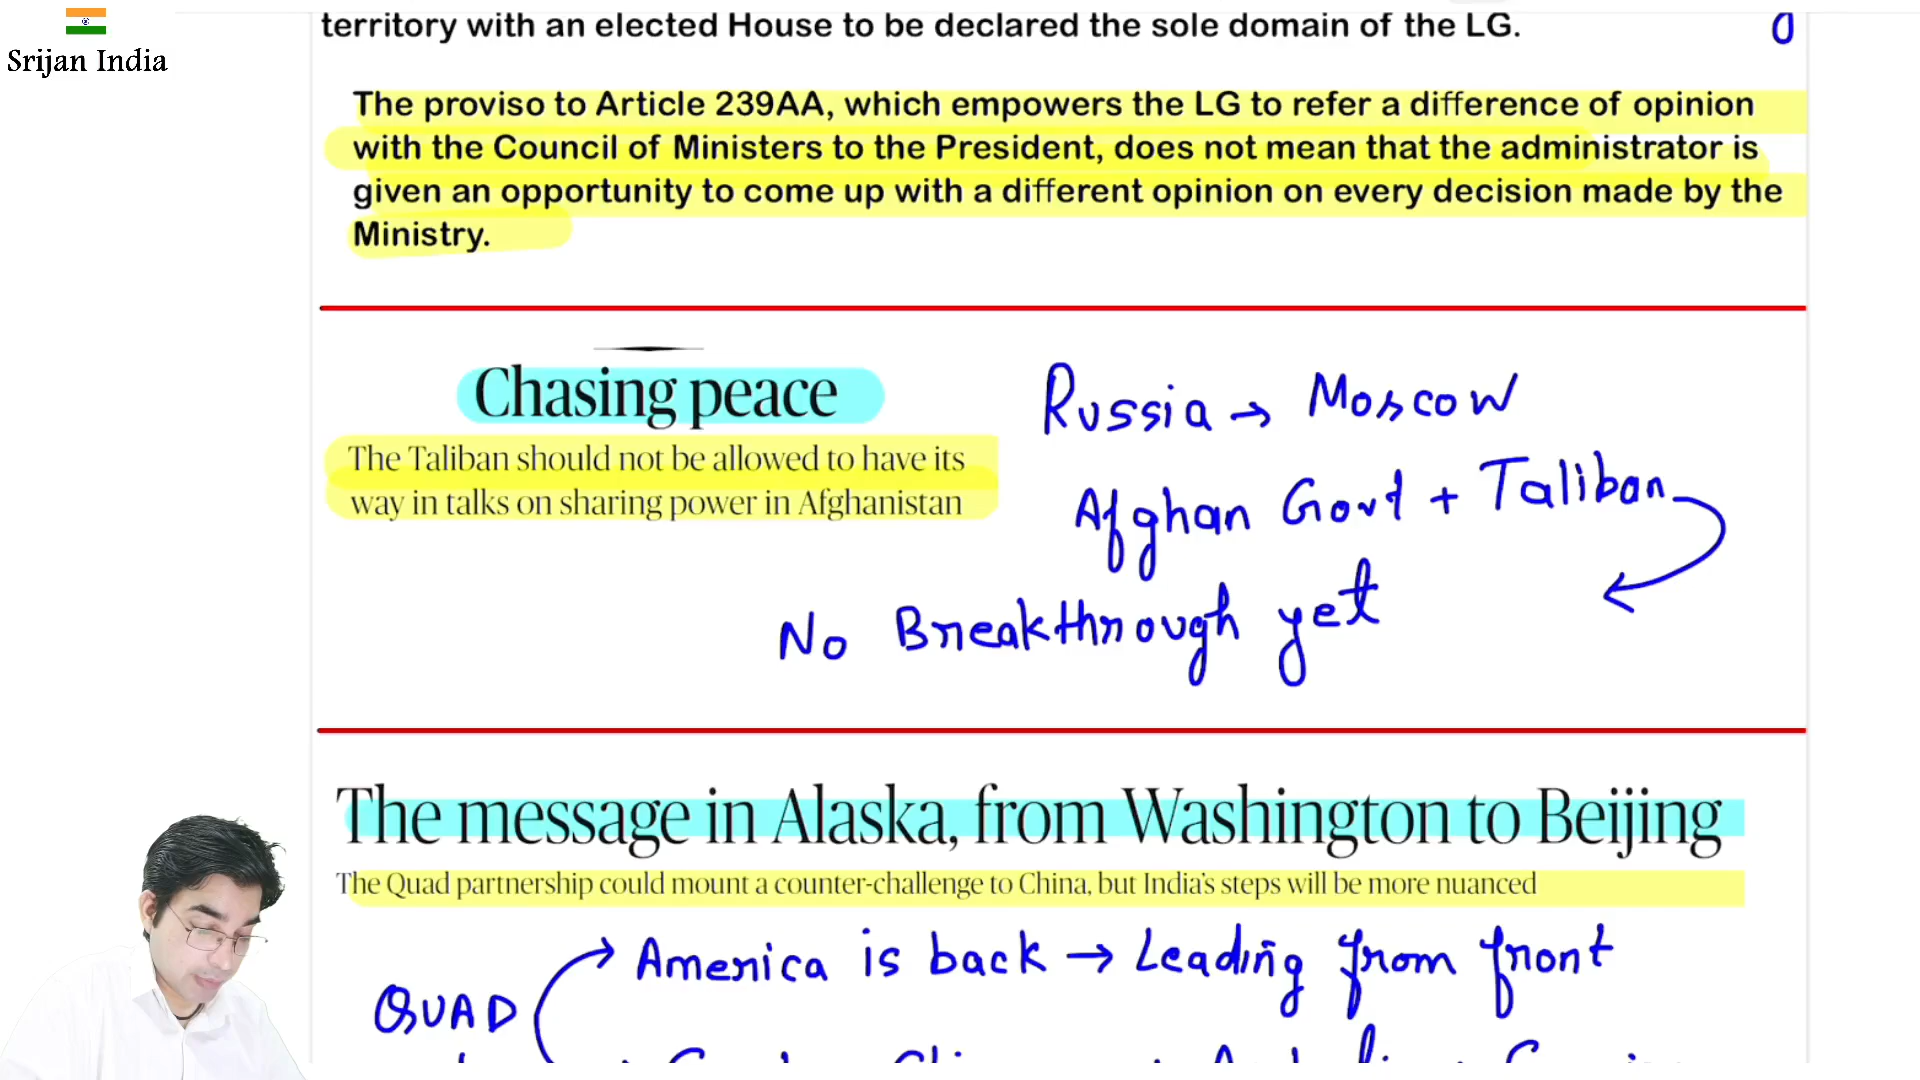 Srijan India
territory with an elected House to be declared the sole domain of the LG.
The proviso to Article 239AA, which empowers the LG to refer a difference of opinion
with the Council of Ministers to the President, does not mean that the administrator is
given an opportunity to come up with a different opinion on every decision made by the
Ministry.
Chasing peace
The Taliban should not be allowed to have its
way in talks on sharing power in Afghanistan
Russia → Moscow
Afghan Govt + Taliban
No Breakthrough yet
The message in Alaska, from Washington to Beijing
The Quad partnership could mount a counter-challenge to China, but India's steps will be more nuanced
America is back → Leading from front
QUAD